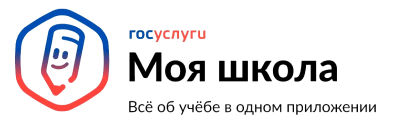 госуслуги
Моя школа
Всё об учёбе в одном приложении